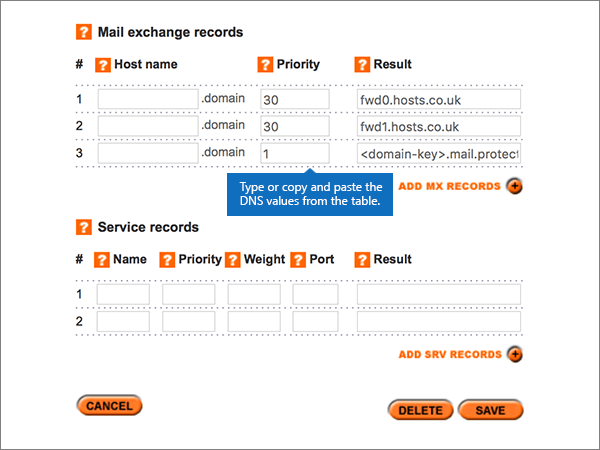 ? Mail exchange records
# ? Host name ? Priority ? Result
1 .domain 30 fwd0.hosts.co.uk
2 .domain 30 fwd1.hosts.co.uk
3 .domain 1 <domain-key>.mail.protect
Type or copy and paste the
DNS values from the table.
ADD MX RECORDS +
? Service records
# ? Name ? Priority ? Weight ? Port ? Result
1
2
ADD SRV RECORDS +
CANCEL DELETE SAVE